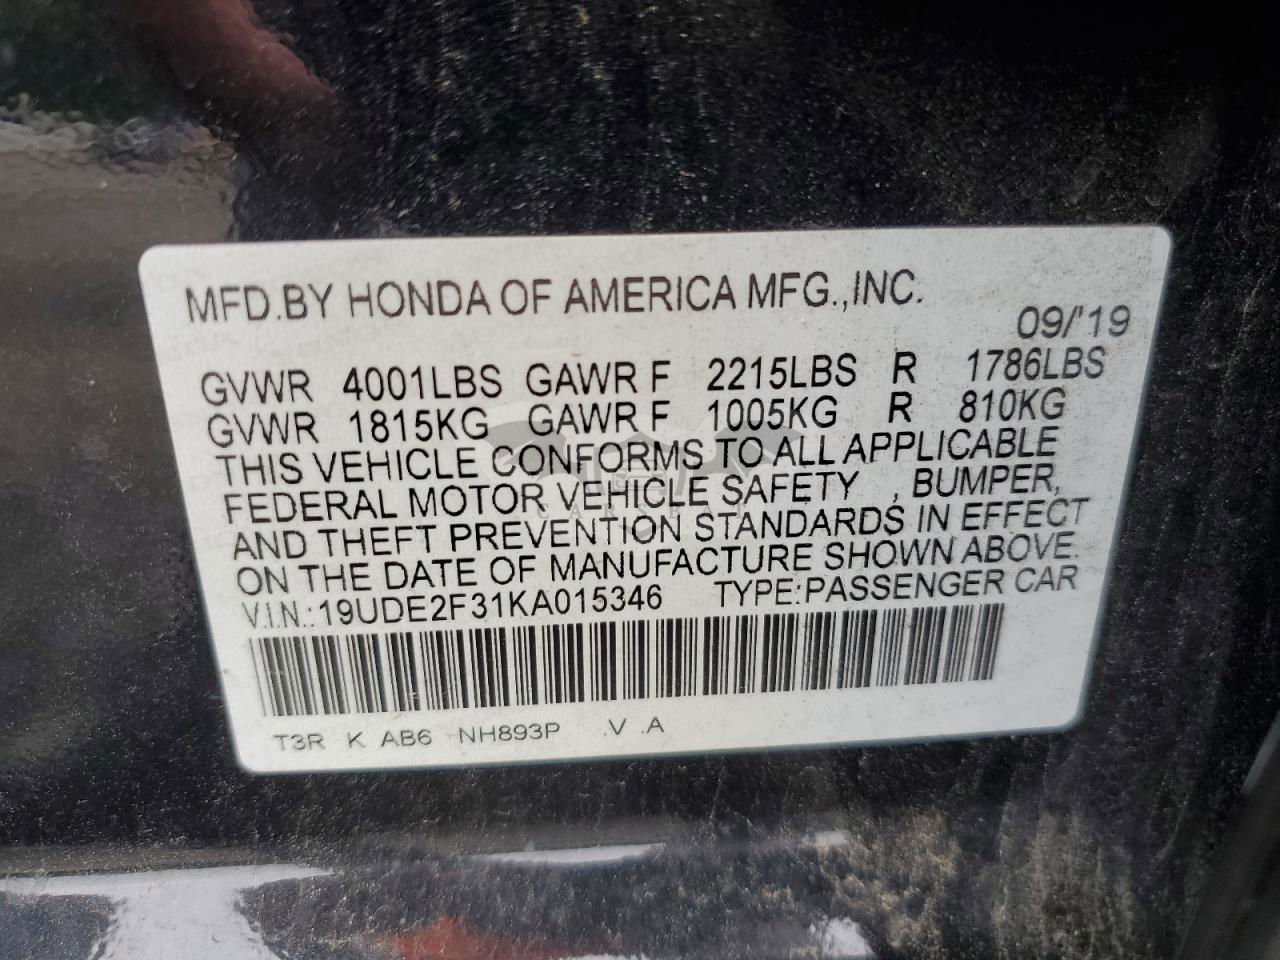 MFD.BY HONDA OF AMERICA MFG.,INC.
09/'19
GVWR 4001LBS GAWR F 2215LBS R 1786LBS
GVWR 1815KG GAWR F 1005KG R 810KG
THIS VEHICLE CONFORMS TO ALL APPLICABLE
FEDERAL MOTOR VEHICLE SAFETY , BUMPER,
AND THEFT PREVENTION STANDARDS IN EFFECT
ON THE DATE OF MANUFACTURE SHOWN ABOVE.
V.I.N.:19UDE2F31KA015346 TYPE:PASSENGER CAR
T3R K AB6 NH893P .V .A